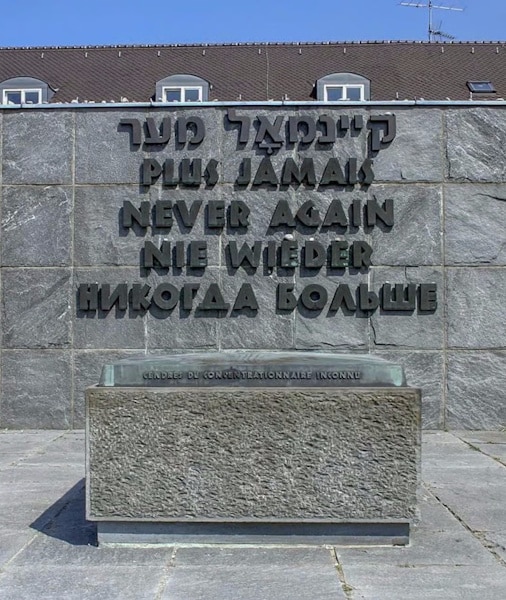 קיינמאָל מער
PLUS JAMAIS
NEVER AGAIN
NIE WIEDER
НИКОГДА БОЛЬШЕ
CENDRES DU CONCENTRATIONNAIRE INCONNU